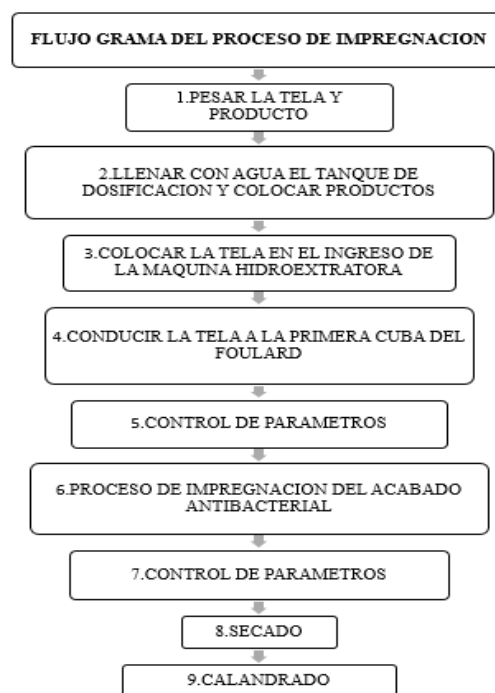 FLUJO GRAMA DEL PROCESO DE IMPREGNACION
1.PESAR LA TELA Y
PRODUCTO
2.LLENAR CON AGUA EL TANQUE DE
DOSIFICACION Y COLOCAR PRODUCTOS
3.COLOCAR LA TELA EN EL INGRESO DE
LA MAQUINA HIDROEXTRATORA
4.CONDUCIR LA TELA A LA PRIMERA CUBA DEL
FOULARD
5.CONTROL DE PARAMETROS
6.PROCESO DE IMPREGNACION DEL ACABADO
ANTIBACTERIAL
7.CONTROL DE PARAMETROS
8.SECADO
9.CALANDRADO